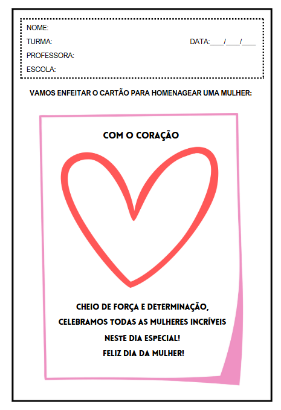 NOME:
TURMA: DATA:___/___/___
PROFESSORA:
ESCOLA:
VAMOS ENFEITAR O CARTÃO PARA HOMENAGEAR UMA MULHER:
COM O CORAÇÃO
CHEIO DE FORÇA E DETERMINAÇÃO,
CELEBRAMOS TODAS AS MULHERES INCRÍVEIS
NESTE DIA ESPECIAL!
FELIZ DIA DA MULHER!